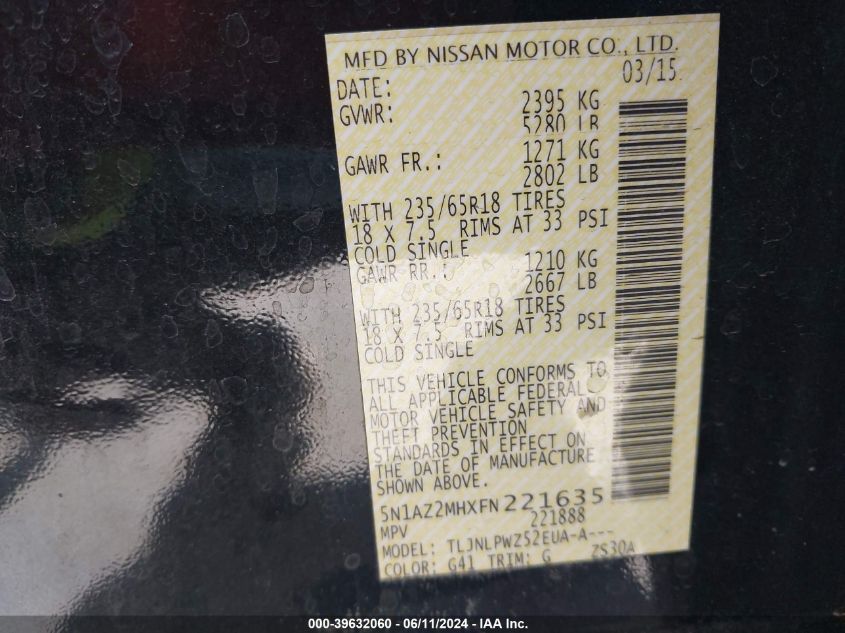 MFD BY NISSAN MOTOR CO., LTD.
DATE: 03/15
GVWR: 2395 KG
5280 LB
GAWR FR.: 1271 KG
2802 LB
WITH 235/65R18 TIRES
18 X 7.5 RIMS AT 33 PSI
COLD SINGLE
GAWR RR.: 1210 KG
2667 LB
WITH 235/65R18 TIRES
18 X 7.5 RIMS AT 33 PSI
COLD SINGLE
THIS VEHICLE CONFORMS TO
ALL APPLICABLE FEDERAL
MOTOR VEHICLE SAFETY AND
THEFT PREVENTION
STANDARDS IN EFFECT ON
THE DATE OF MANUFACTURE
SHOWN ABOVE.
5N1AZ2MHXFN221635
MPV 221888
MODEL: TLJNLPWZ52EUA-A---
COLOR: G41 TRIM: G ZS30A
000-39632060 - 06/11/2024 - IAA Inc.